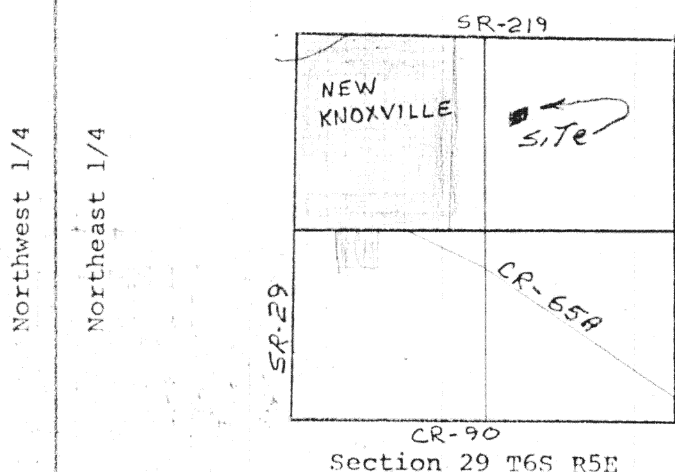 Northwest 1/4
Northeast 1/4
SR-219
NEW
KNOXVILLE
SiTe
SR-29
CR-65A
CR-90
Section 29 T6S R5E